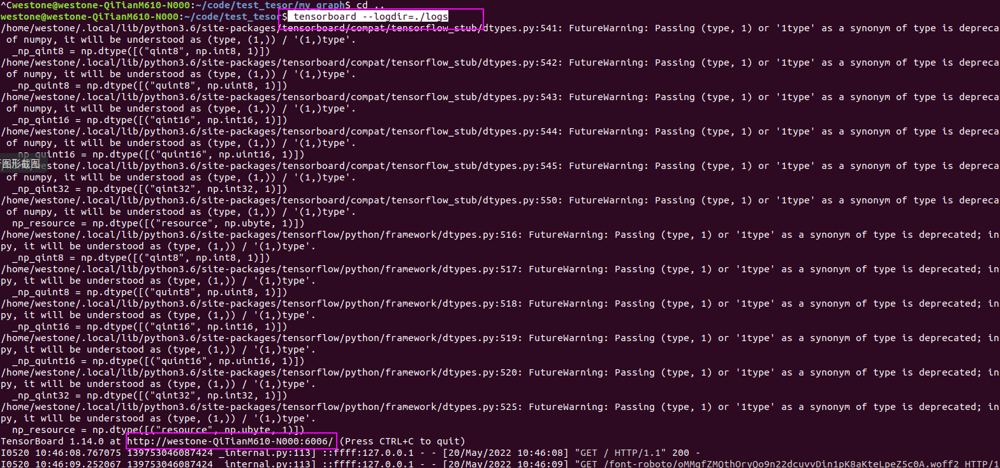 ^Cwestone@westone-QiTianM610-N000:~/code/test_tesor/my_graph$ cd ..
westone@westone-QiTianM610-N000:~/code/test_tesor$ tensorboard --logdir=./logs
/home/westone/.local/lib/python3.6/site-packages/tensorboard/compat/tensorflow_stub/dtypes.py:541: FutureWarning: Passing (type, 1) or '1type' as a synonym of type is depreca
of numpy, it will be understood as (type, (1,)) / '(1,)type'.
_np_qint8 = np.dtype([("qint8", np.int8, 1)])
/home/westone/.local/lib/python3.6/site-packages/tensorboard/compat/tensorflow_stub/dtypes.py:542: FutureWarning: Passing (type, 1) or '1type' as a synonym of type is depreca
of numpy, it will be understood as (type, (1,)) / '(1,)type'.
_np_quint8 = np.dtype([("quint8", np.uint8, 1)])
/home/westone/.local/lib/python3.6/site-packages/tensorboard/compat/tensorflow_stub/dtypes.py:543: FutureWarning: Passing (type, 1) or '1type' as a synonym of type is depreca
of numpy, it will be understood as (type, (1,)) / '(1,)type'.
_np_qint16 = np.dtype([("qint16", np.int16, 1)])
/home/westone/.local/lib/python3.6/site-packages/tensorboard/compat/tensorflow_stub/dtypes.py:544: FutureWarning: Passing (type, 1) or '1type' as a synonym of type is depreca
of numpy, it will be understood as (type, (1,)) / '(1,)type'.
_np_quint16 = np.dtype([("quint16", np.uint16, 1)])
图形截图
/home/westone/.local/lib/python3.6/site-packages/tensorboard/compat/tensorflow_stub/dtypes.py:545: FutureWarning: Passing (type, 1) or '1type' as a synonym of type is depreca
of numpy, it will be understood as (type, (1,)) / '(1,)type'.
_np_qint32 = np.dtype([("qint32", np.int32, 1)])
/home/westone/.local/lib/python3.6/site-packages/tensorboard/compat/tensorflow_stub/dtypes.py:550: FutureWarning: Passing (type, 1) or '1type' as a synonym of type is depreca
of numpy, it will be understood as (type, (1,)) / '(1,)type'.
np_resource = np.dtype([("resource", np.ubyte, 1)])
/home/westone/.local/lib/python3.6/site-packages/tensorflow/python/framework/dtypes.py:516: FutureWarning: Passing (type, 1) or '1type' as a synonym of type is deprecated; in
py, it will be understood as (type, (1,)) / '(1,)type'.
_np_qint8 = np.dtype([("qint8", np.int8, 1)])
/home/westone/.local/lib/python3.6/site-packages/tensorflow/python/framework/dtypes.py:517: FutureWarning: Passing (type, 1) or '1type' as a synonym of type is deprecated; in
py, it will be understood as (type, (1,)) / '(1,)type'.
_np_quint8 = np.dtype([("quint8", np.uint8, 1)])
/home/westone/.local/lib/python3.6/site-packages/tensorflow/python/framework/dtypes.py:518: FutureWarning: Passing (type, 1) or '1type' as a synonym of type is deprecated; in
py, it will be understood as (type, (1,)) / '(1,)type'.
_np_qint16 = np.dtype([("qint16", np.int16, 1)])
/home/westone/.local/lib/python3.6/site-packages/tensorflow/python/framework/dtypes.py:519: FutureWarning: Passing (type, 1) or '1type' as a synonym of type is deprecated; in
py, it will be understood as (type, (1,)) / '(1,)type'.
_np_quint16 = np.dtype([("quint16", np.uint16, 1)])
/home/westone/.local/lib/python3.6/site-packages/tensorflow/python/framework/dtypes.py:520: FutureWarning: Passing (type, 1) or '1type' as a synonym of type is deprecated; in
py, it will be understood as (type, (1,)) / '(1,)type'.
_np_qint32 = np.dtype([("qint32", np.int32, 1)])
/home/westone/.local/lib/python3.6/site-packages/tensorflow/python/framework/dtypes.py:525: FutureWarning: Passing (type, 1) or '1type' as a synonym of type is deprecated; in
py, it will be understood as (type, (1,)) / '(1,)type'.
np_resource = np.dtype([("resource", np.ubyte, 1)])
TensorBoard 1.14.0 at http://westone-QiTianM610-N000:6006/ (Press CTRL+C to quit)
I0520 10:46:08.767075 139753046087424 _internal.py:113] ::ffff:127.0.0.1 - - [20/May/2022 10:46:08] "GET / HTTP/1.1" 200 -
I0520 10:46:09.252067 139753046087424 _internal.py:113] ::ffff:127.0.0.1 - - [20/May/2022 10:46:09] "GET /font-roboto/oMMgfZMQthOryQo9n22dcuvvDin1pK8aKteLpeZ5c0A.woff2 HTTP/1